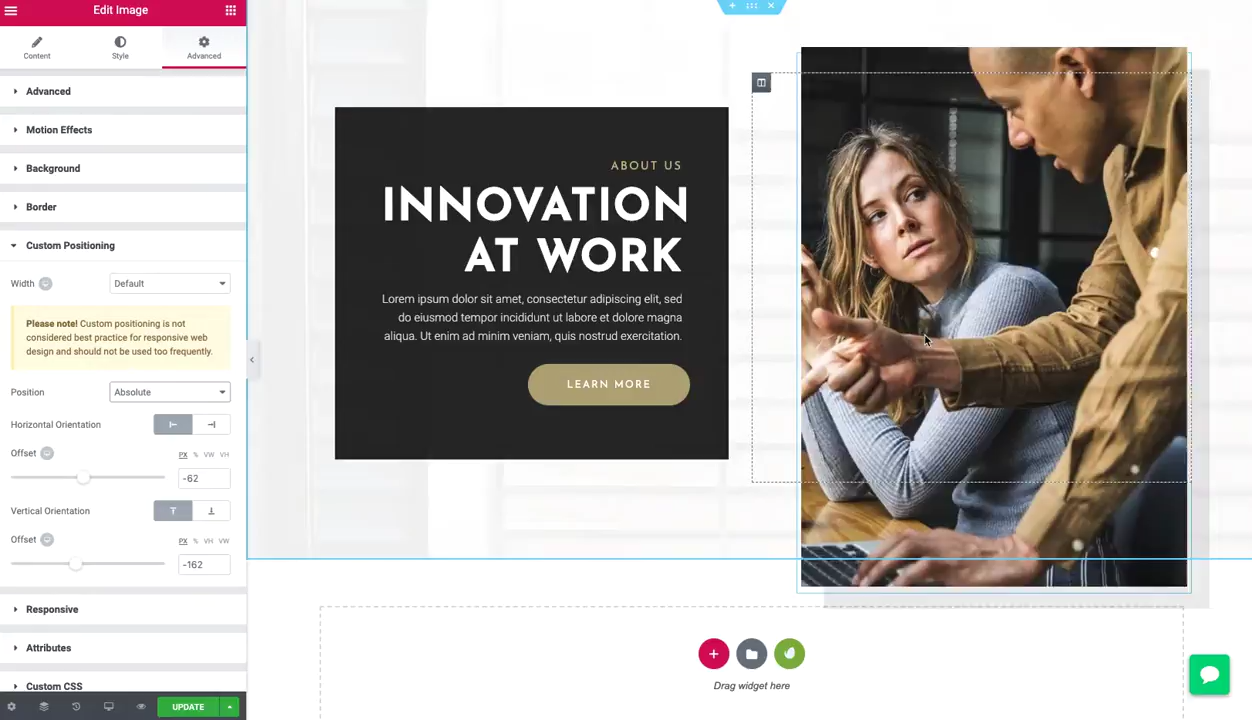 Edit Image
Content
Style
Advanced
Advanced
Motion Effects
Background
Border
Custom Positioning
Width
Default
Please note! Custom positioning is not
considered best practice for responsive web
design and should not be used too frequently.
Position
Absolute
Horizontal Orientation
Offset
PX % VW VH
-62
Vertical Orientation
Offset
PX % VH VW
-162
Responsive
Attributes
Custom CSS
UPDATE
ABOUT US
INNOVATION
AT WORK
Lorem ipsum dolor sit amet, consectetur adipiscing elit, sed
do eiusmod tempor incididunt ut labore et dolore magna
aliqua. Ut enim ad minim veniam, quis nostrud exercitation.
LEARN MORE
Drag widget here